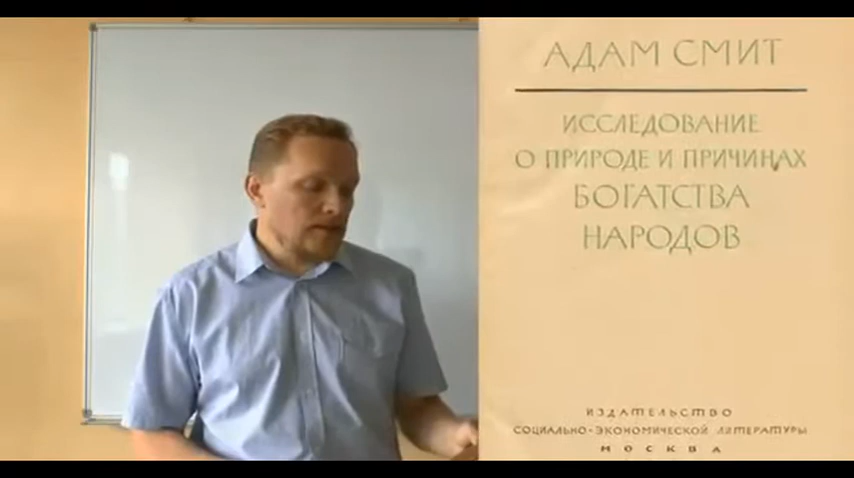 АДАМ СМИТ
ИССЛЕДОВАНИЕ
О ПРИРОДЕ И ПРИЧИНАХ
БОГАТСТВА
НАРОДОВ
ИЗДАТЕЛЬСТВО
СОЦИАЛЬНО-ЭКОНОМИЧЕСКОЙ ЛИТЕРАТУРЫ
МОСКВА